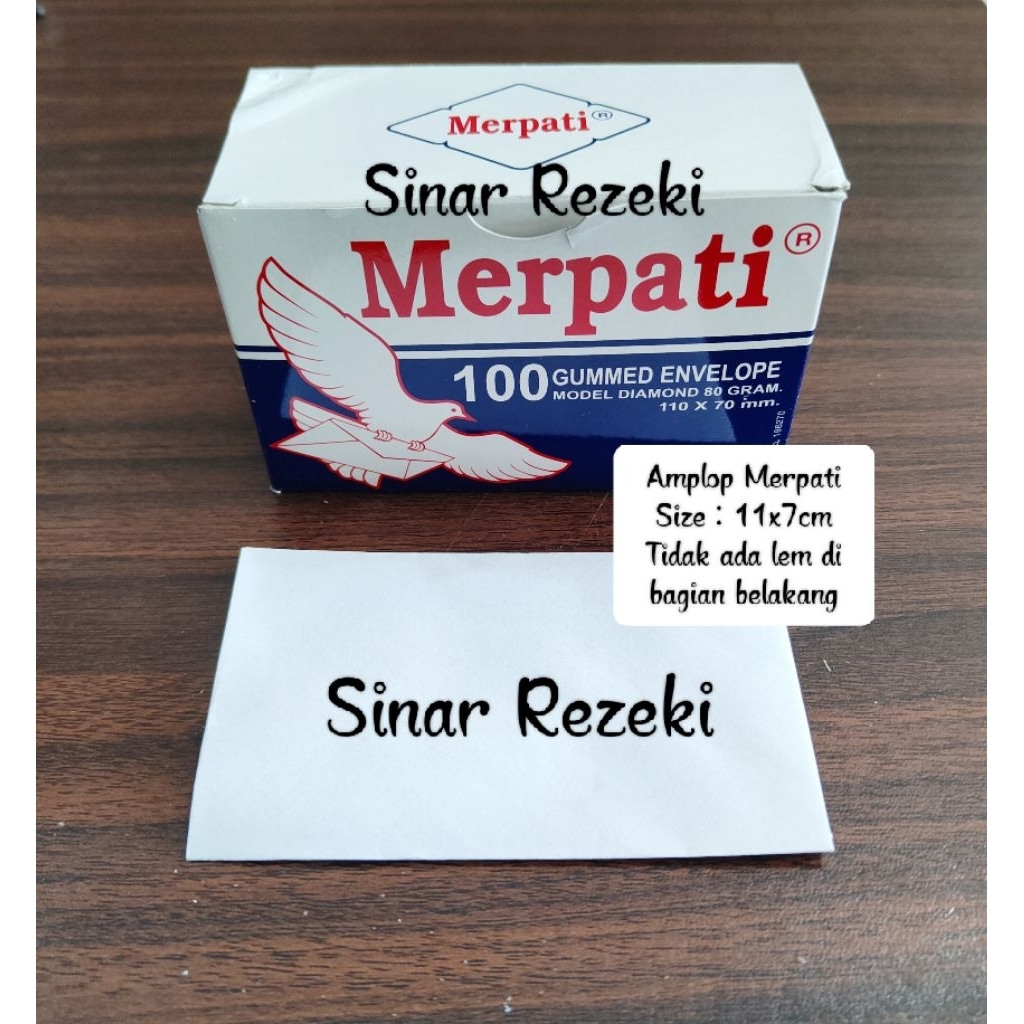 Merpati®
Sinar Rezeki
Merpati®
100 GUMMED ENVELOPE
MODEL DIAMOND 80 GRAM.
110 X 70 mm.
Amplop Merpati
Size : 11x7cm
Tidak ada lem di
bagian belakang
Sinar Rezeki